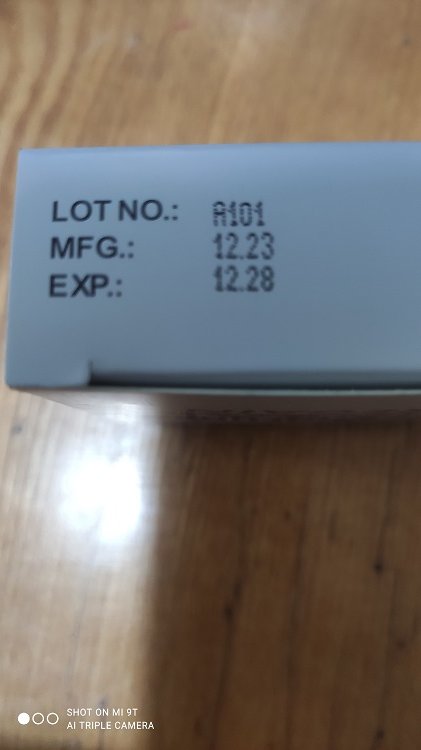 LOT NO.: A101
MFG.: 12.23
EXP.: 12.28
SHOT ON MI 9T
AI TRIPLE CAMERA